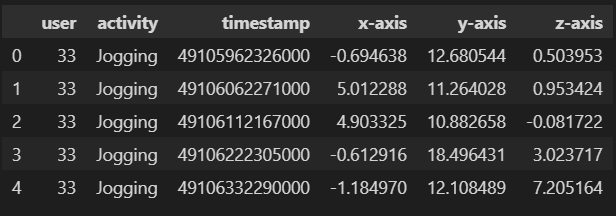 user activity timestamp x-axis y-axis z-axis
0 33 Jogging 49105962326000 -0.694638 12.680544 0.503953
1 33 Jogging 49106062271000 5.012288 11.264028 0.953424
2 33 Jogging 49106112167000 4.903325 10.882658 -0.081722
3 33 Jogging 49106222305000 -0.612916 18.496431 3.023717
4 33 Jogging 49106332290000 -1.184970 12.108489 7.205164